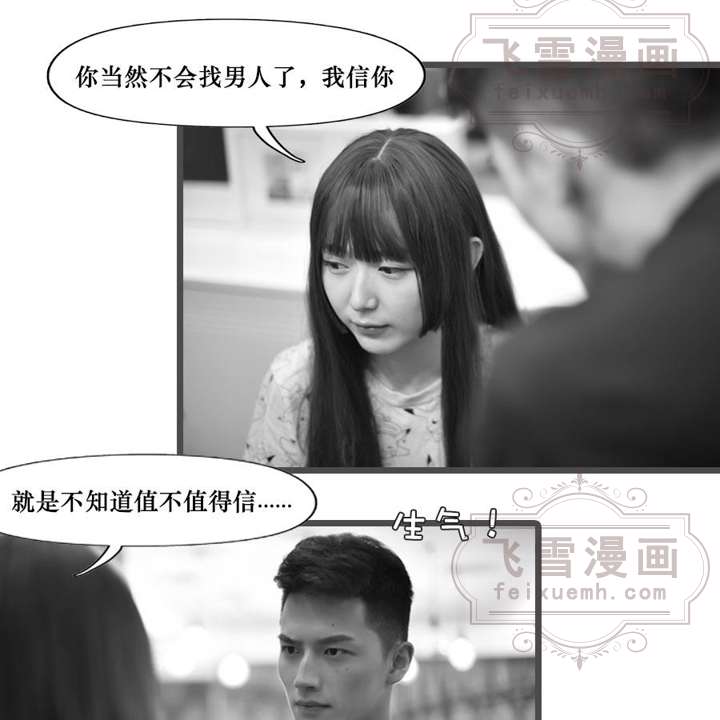 飞雪漫画
feixuemh.com
你当然不会找男人了，我信你
就是不知道值不值得信......
生气！
飞雪漫画
feixuemh.com